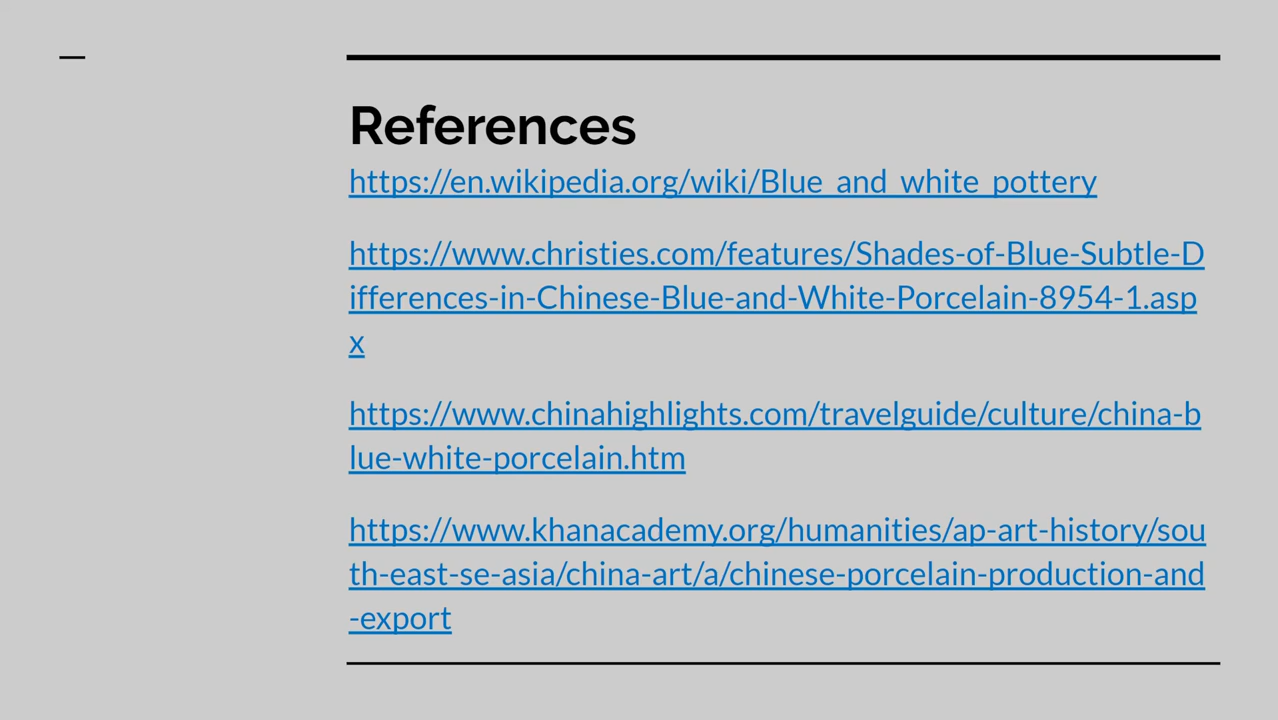 References
https://en.wikipedia.org/wiki/Blue_and_white_pottery
https://www.christies.com/features/Shades-of-Blue-Subtle-D
ifferences-in-Chinese-Blue-and-White-Porcelain-8954-1.asp
x
https://www.chinahighlights.com/travelguide/culture/china-b
lue-white-porcelain.htm
https://www.khanacademy.org/humanities/ap-art-history/sou
th-east-se-asia/china-art/a/chinese-porcelain-production-and
-export